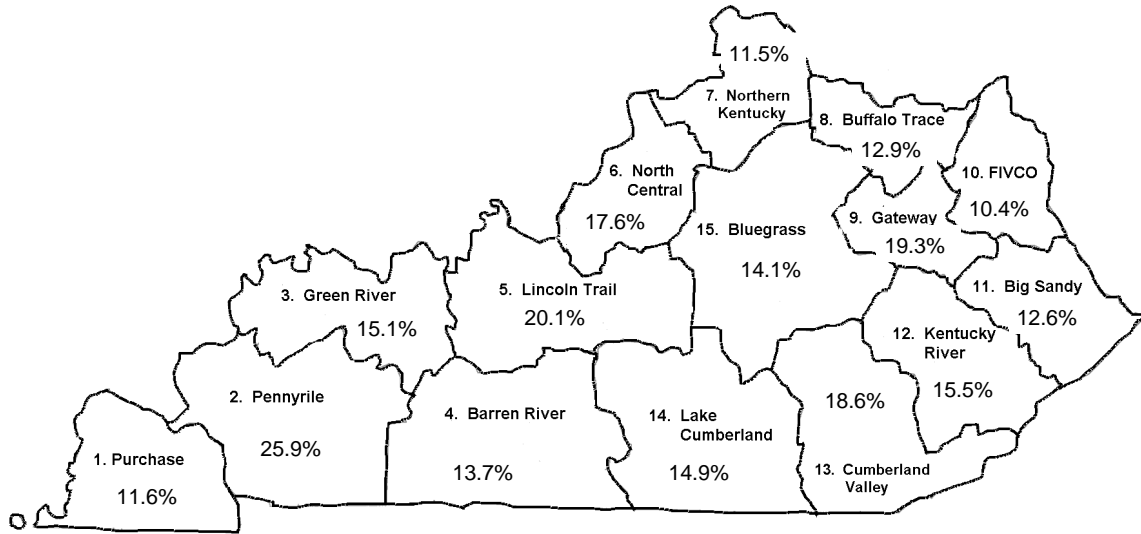 11.5%
7. Northern
Kentucky
8. Buffalo Trace
12.9%
6. North
Central
17.6%
10. FIVCO
10.4%
9. Gateway
19.3%
15. Bluegrass
14.1%
3. Green River
15.1%
5. Lincoln Trail
20.1%
11. Big Sandy
12.6%
12. Kentucky
River
15.5%
2. Pennyrile
25.9%
4. Barren River
13.7%
14. Lake
Cumberland
14.9%
18.6%
13. Cumberland
Valley
1. Purchase
11.6%